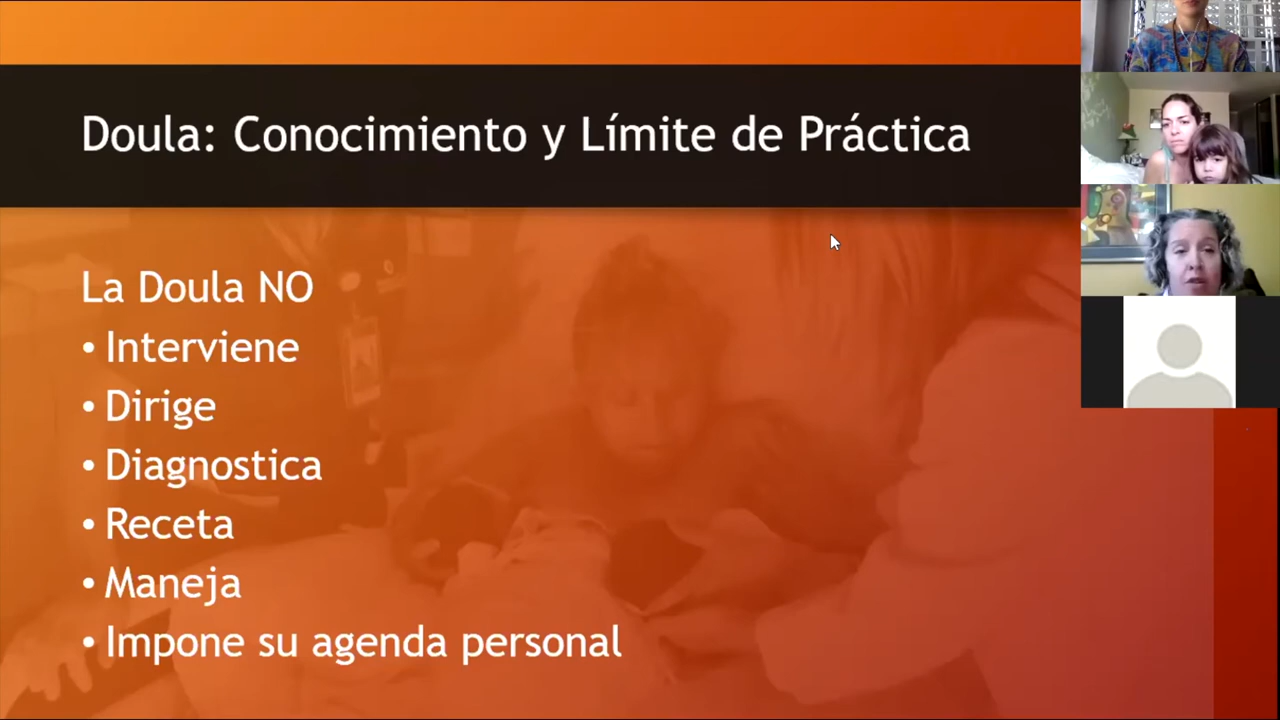 Doula: Conocimiento y Límite de Práctica
La Doula NO
• Interviene
• Dirige
• Diagnostica
• Receta
• Maneja
• Impone su agenda personal